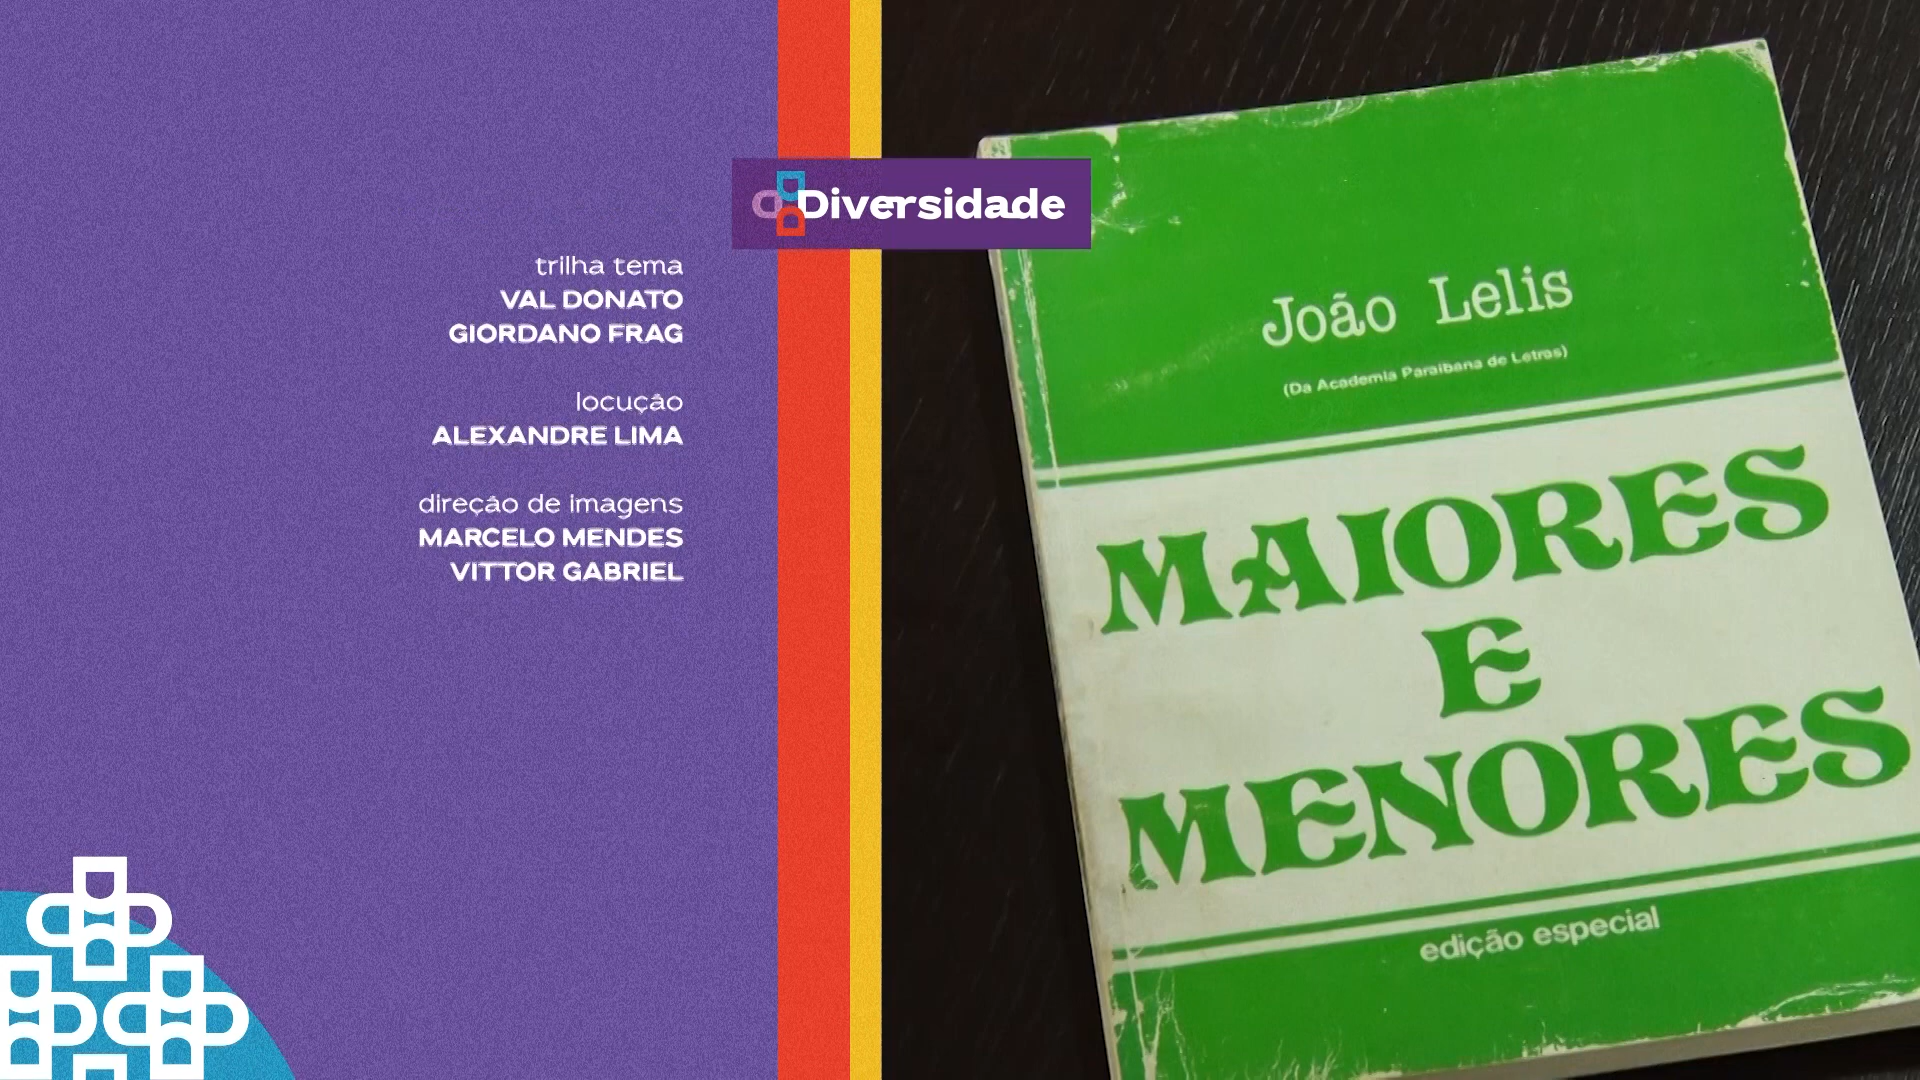 Diversidade
trilha tema
VAL DONATO
GIORDANO FRAG
locução
ALEXANDRE LIMA
direção de imagens
MARCELO MENDES
VITTOR GABRIEL
João Lelis
(Da Academia Paraibana de Letras)
MAIORES
E
MENORES
edição especial